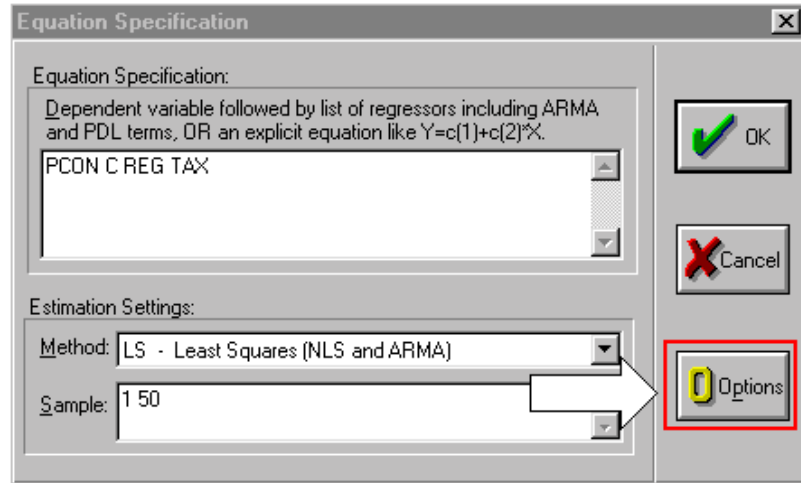 Equation Specification
Equation Specification:
Dependent variable followed by list of regressors including ARMA
and PDL terms, OR an explicit equation like Y=c(1)+c(2)*X.
PCON C REG TAX
OK
Cancel
Estimation Settings:
Method: LS - Least Squares (NLS and ARMA)
Sample: 1 50
Options